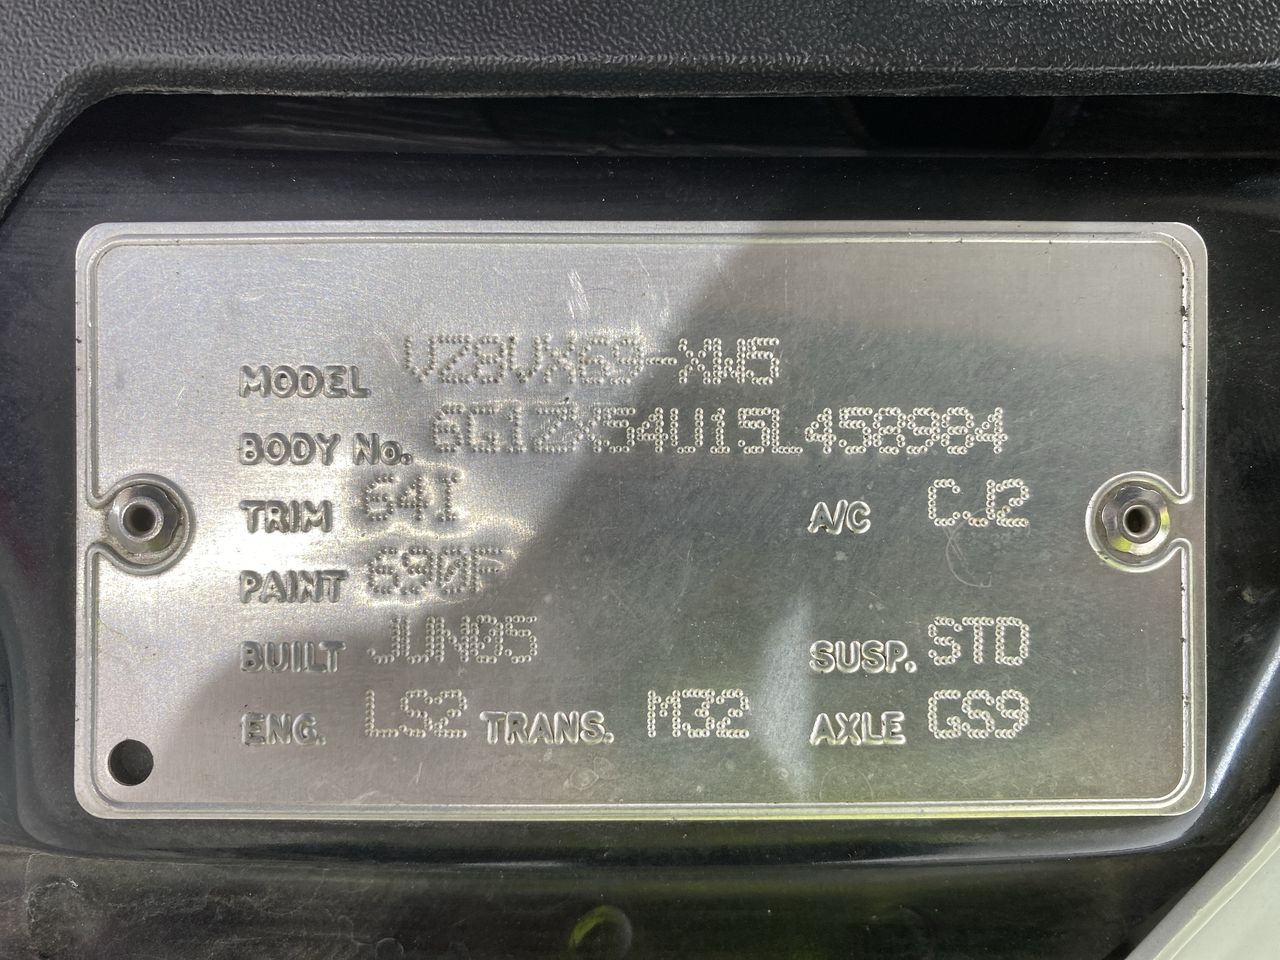 MODEL VZ8VX69-XW5
BODY No. 6G1ZX54U15L458984
TRIM 64I A/C CJ2
PAINT 690F
BUILT JUN05 SUSP. STD
ENG. LS2 TRANS. M32 AXLE GS9